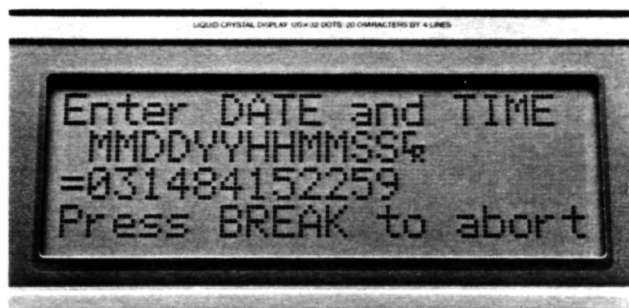 LIQUID CRYSTAL DISPLAY 120×32 DOTS: 20 CHARACTERS BY 4 LINES
Enter DATE and TIME
MMDDYYHHMMSS␍
=031484152259
Press BREAK to abort